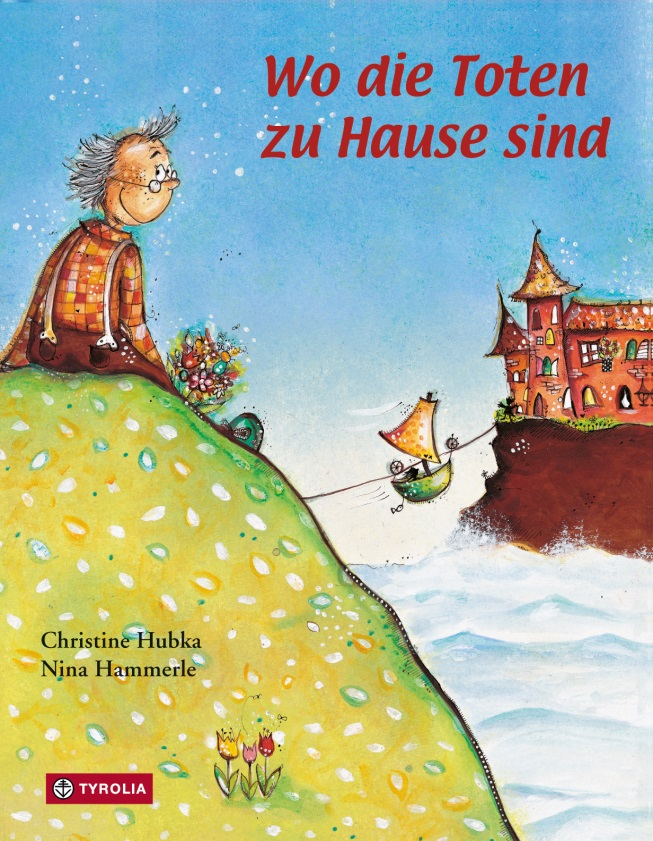 Wo die Toten
zu Hause sind
Christine Hubka
Nina Hammerle
TYROLIA